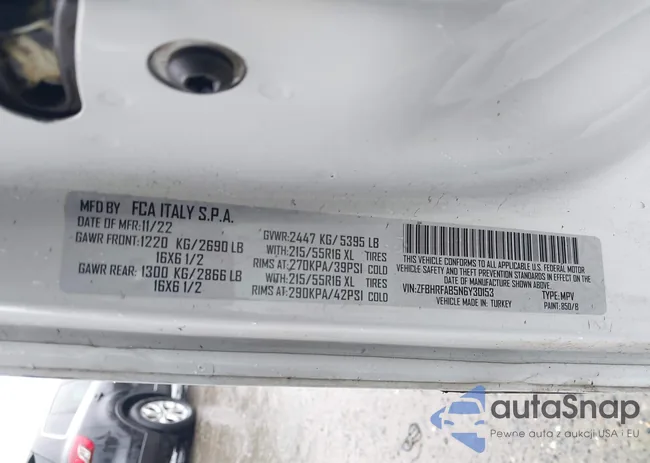 MFD BY FCA ITALY S.P.A.
DATE OF MFR: 11/22 GVWR: 2447 KG/ 5395 LB
GAWR FRONT: 1220 KG/ 2690 LB WITH: 215/55R16 XL TIRES
16X6 1/2 RIMS AT: 270KPA/39PSI COLD
GAWR REAR: 1300 KG/ 2866 LB WITH: 215/55R16 XL TIRES
16X6 1/2 RIMS AT: 290KPA/42PSI COLD
THIS VEHICLE CONFORMS TO ALL APPLICABLE U.S. FEDERAL MOTOR
VEHICLE SAFETY STANDARDS IN EFFECT ON THE
DATE OF MANUFACTURE SHOWN ABOVE.
VIN: ZFBHRFAB5N6Y30153 TYPE: MPV
VEHICLE MADE IN: TURKEY PAINT: 850/B
autaSnap
Pewne auta z aukcji USA i EU